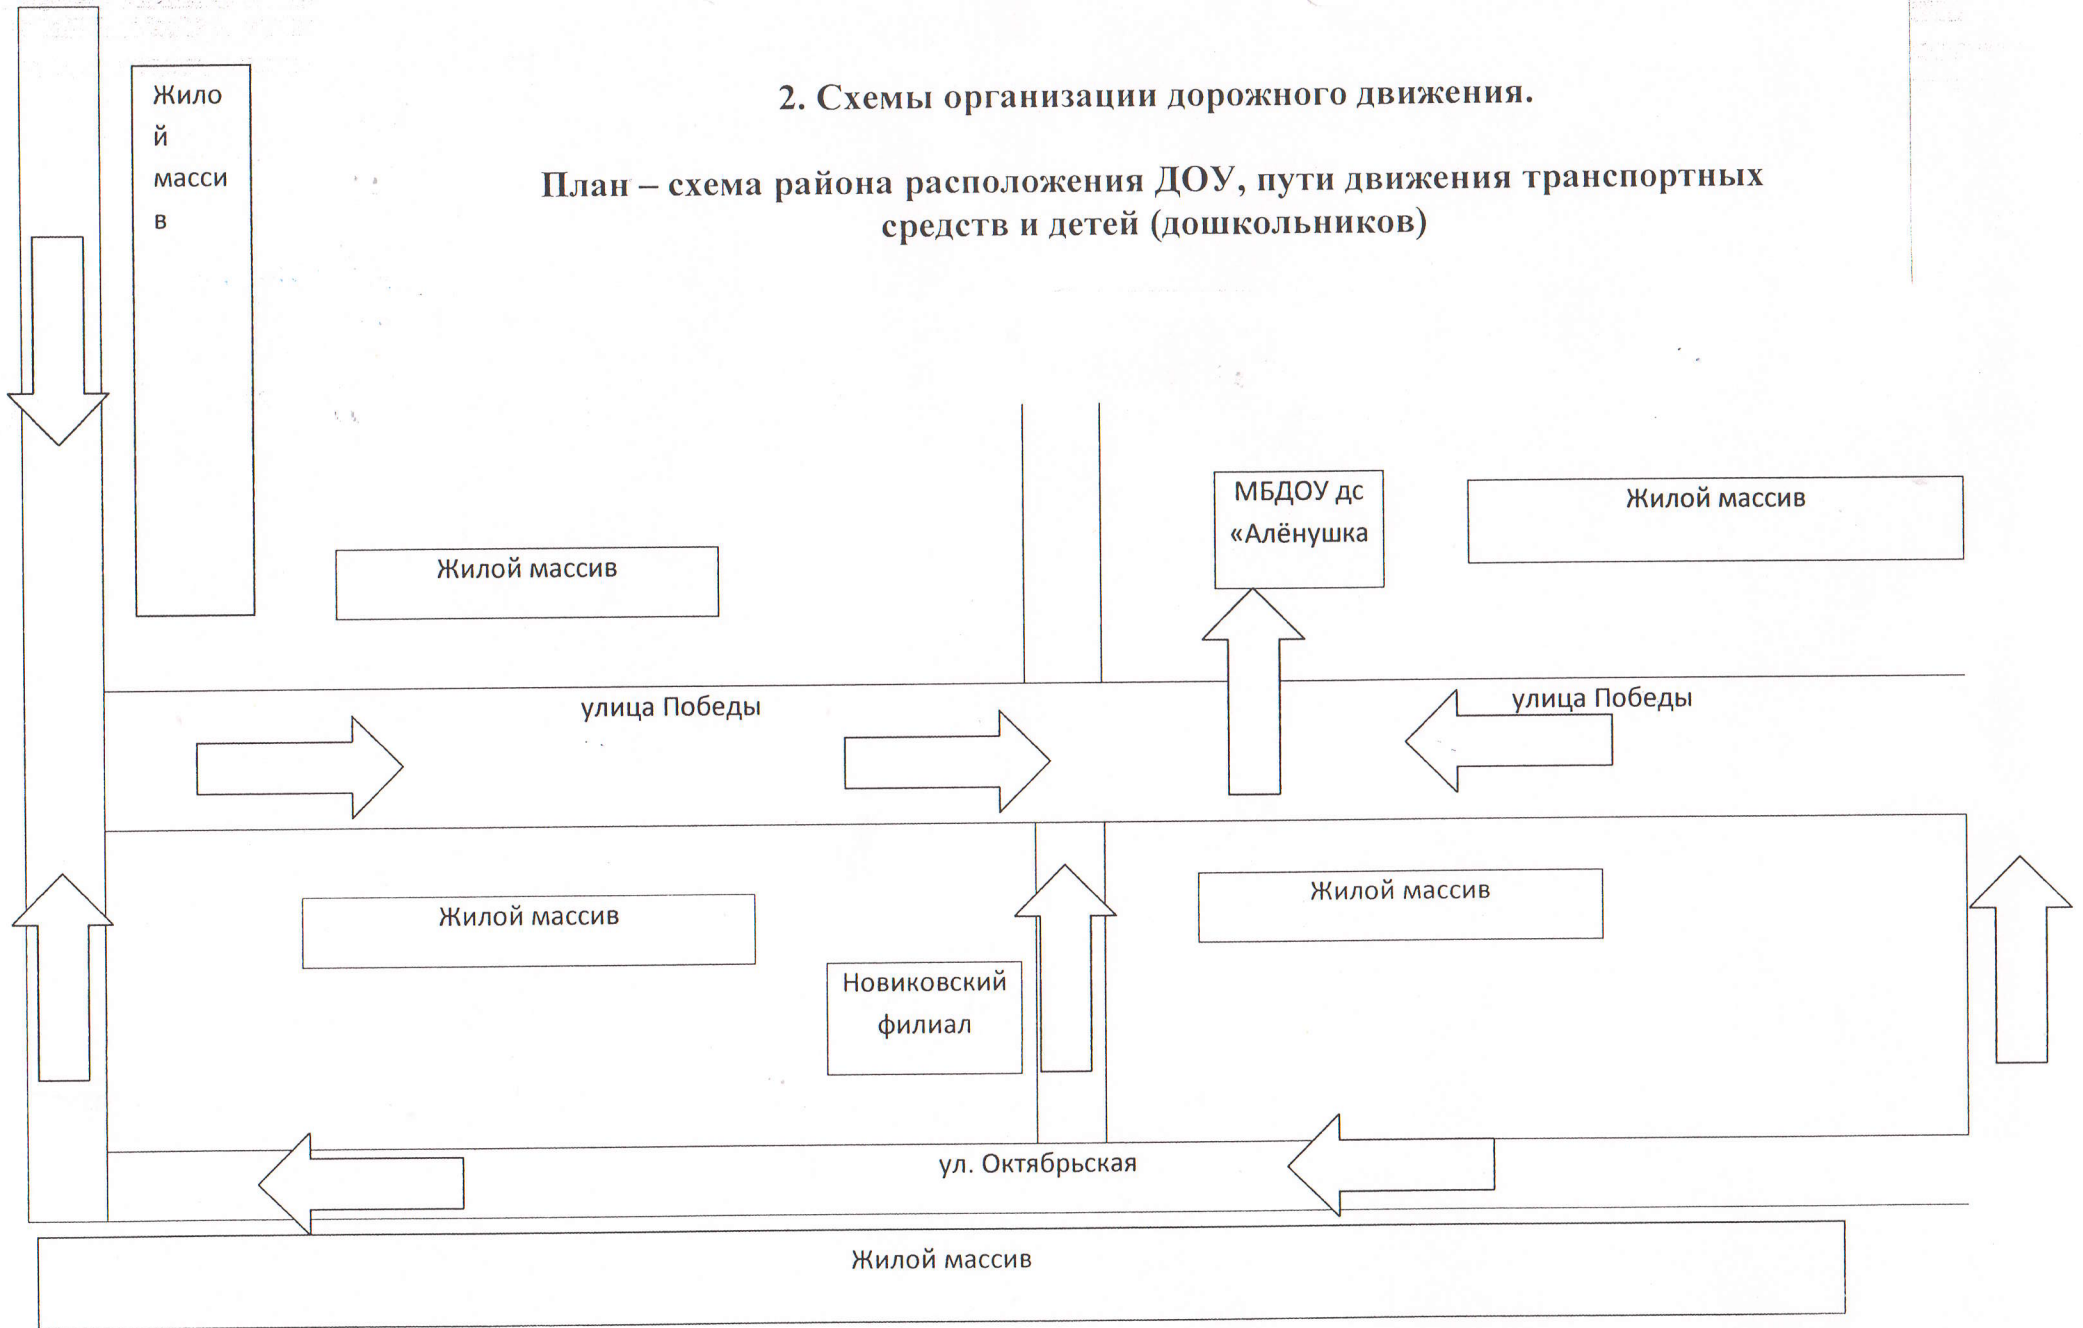 2. Схемы организации дорожного движения.
План – схема района расположения ДОУ, пути движения транспортных
средств и детей (дошкольников)
Жило
й
масси
в
МБДОУ дс
«Алёнушка
Жилой массив
Жилой массив
улица Победы
улица Победы
Жилой массив
Жилой массив
Новиковский
филиал
ул. Октябрьская
Жилой массив